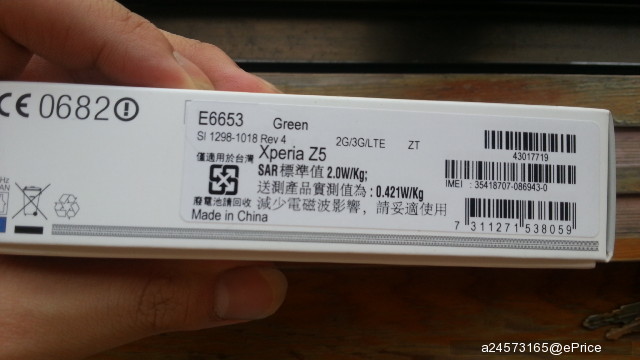 CE 0682
E6653 Green
SI 1298-1018 Rev 4 2G/3G/LTE ZT
僅適用於台灣 Xperia Z5
SAR 標準值 2.0W/Kg;
送測產品實測值為 : 0.421W/Kg
廢電池請回收 減少電磁波影響, 請妥適使用
Made in China
43017719
IMEI : 35418707-086943-0
7 311271 538059
Hz
AN
a24573165@ePrice